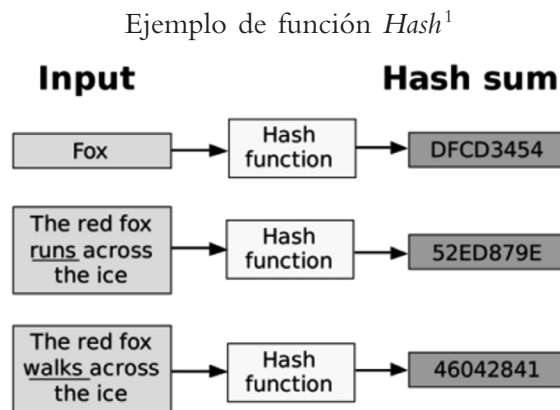 Ejemplo de función Hash1
Input Hash sum
Fox
Hash
function
DFCD3454
The red fox
runs across
the ice
Hash
function
52ED879E
The red fox
walks across
the ice
Hash
function
46042841